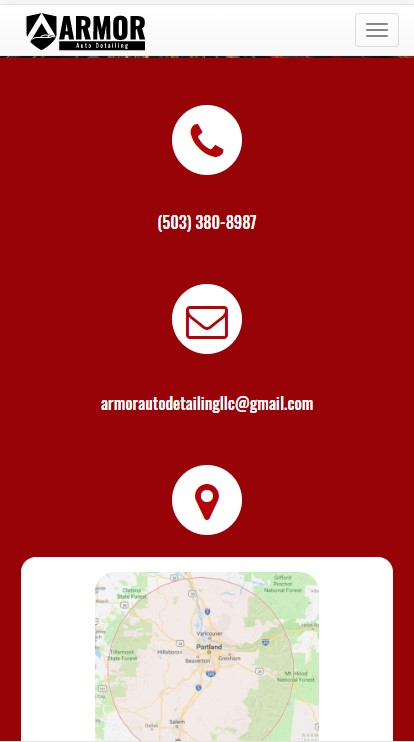 ARMOR
Auto Detailing
(503) 380-8987
armorautodetailingllc@gmail.com
Clatsop
State Forest
Gifford
Pinchot
National Forest
Vancouver
Portland
Hillsboro
Tillamook
State Forest
Beaverton
Gresham
Mt. Hood
National Forest
Salem
Dallas